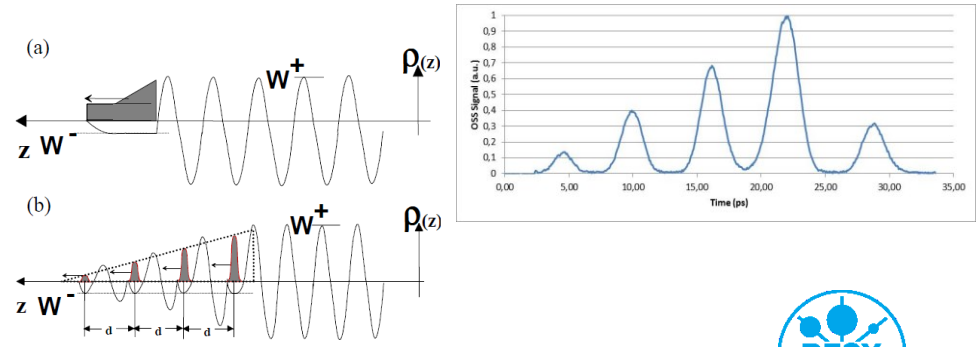 (a)
W+
ρ(z)
z W-
(b)
W+
ρ(z)
z W-
d d d
OSS Signal (a.u.)
1
0,9
0,8
0,7
0,6
0,5
0,4
0,3
0,2
0,1
0
0,00 5,00 10,00 15,00 20,00 25,00 30,00 35,00
Time (ps)